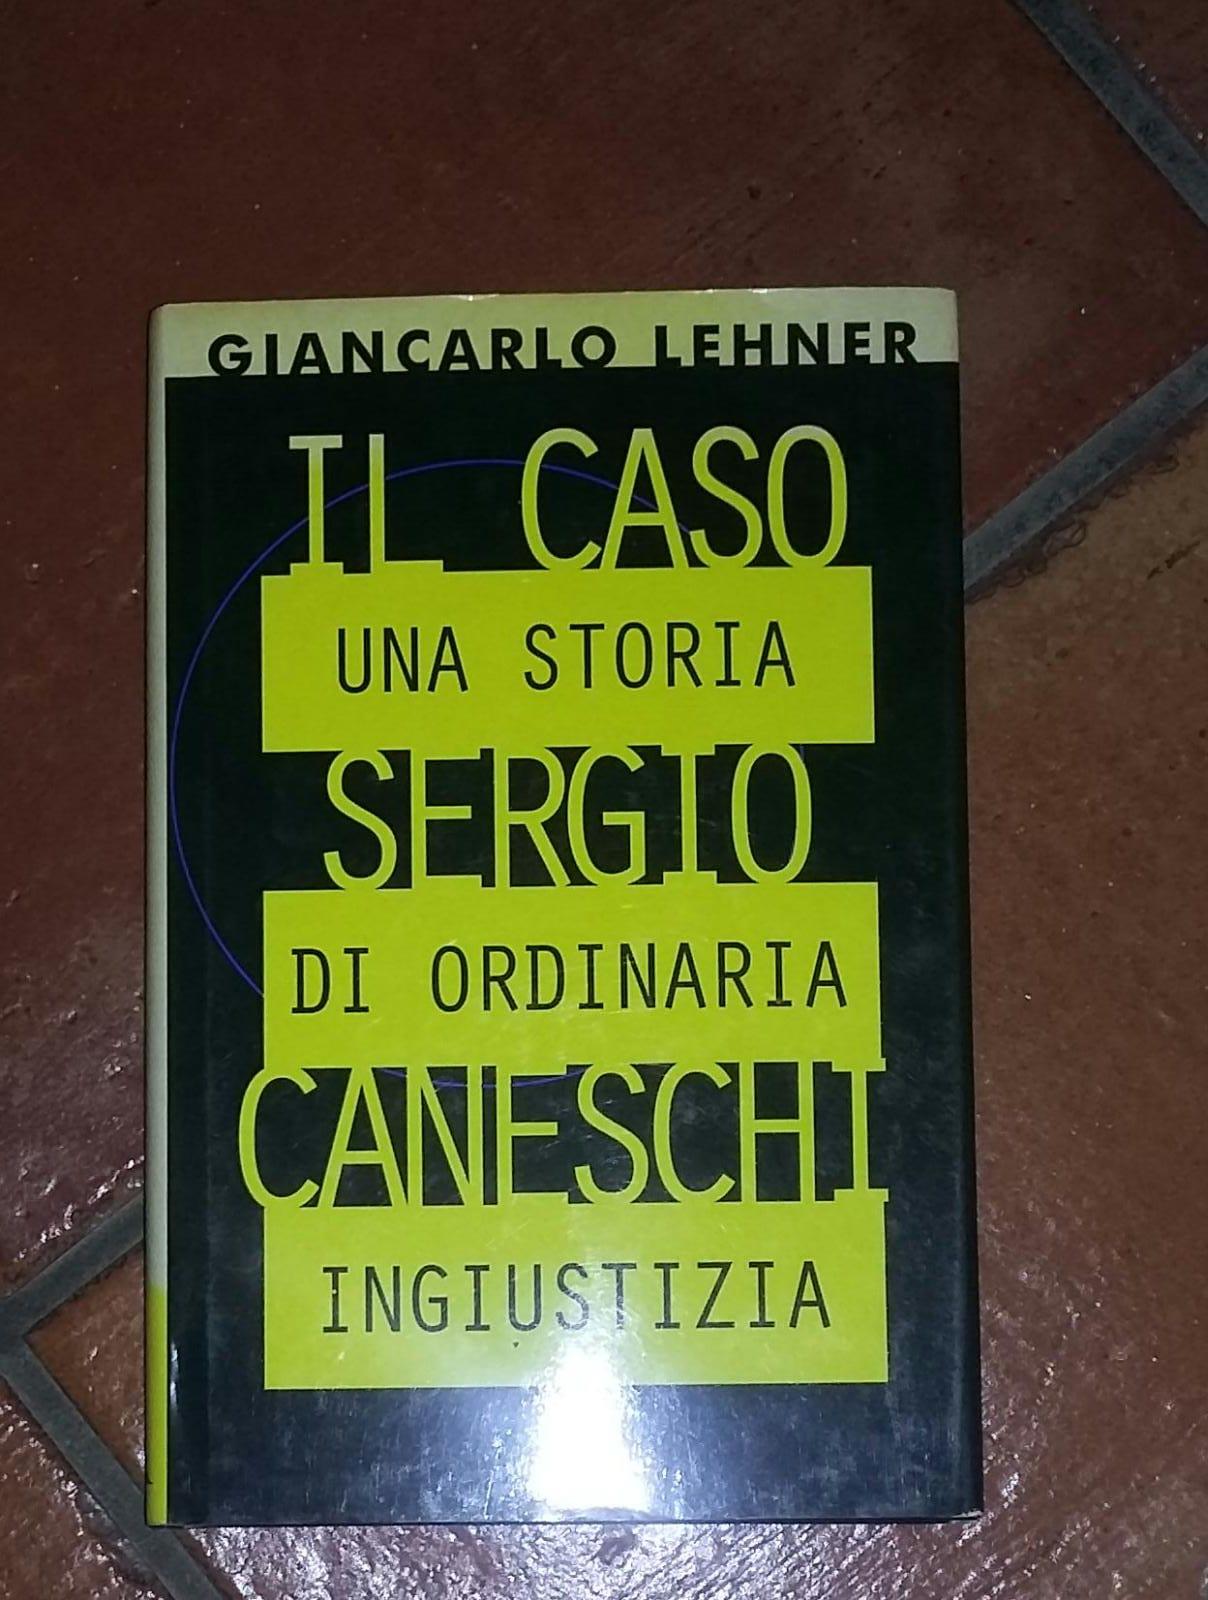 GIANCARLO LEHNER
IL CASO
UNA STORIA
SERGIO
DI ORDINARIA
CANESCHI
INGIUSTIZIA